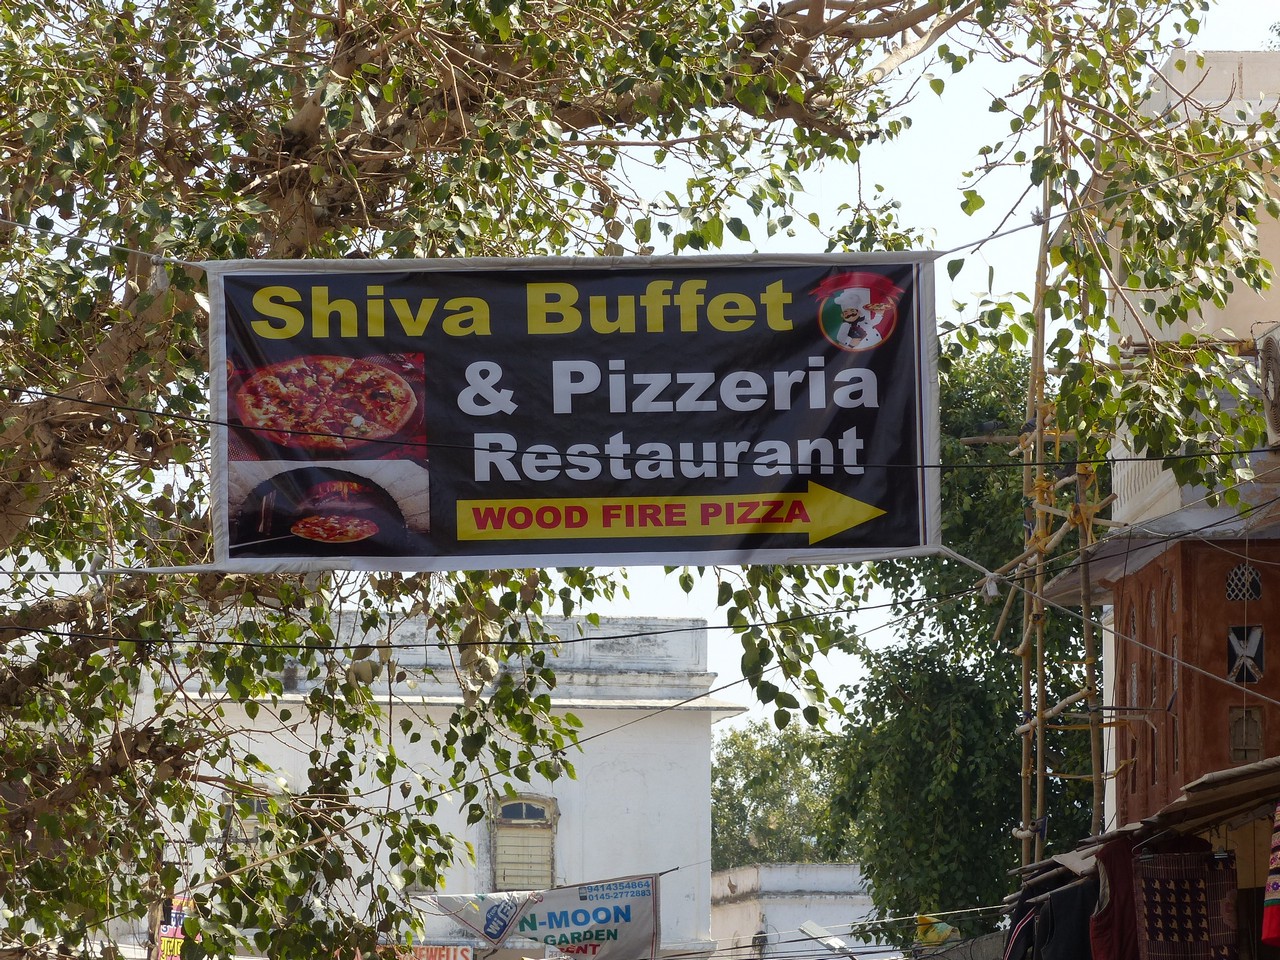 Shiva Buffet
& Pizzeria
Restaurant
WOOD FIRE PIZZA
9414354864
0145-2772883
N-MOON
GARDEN